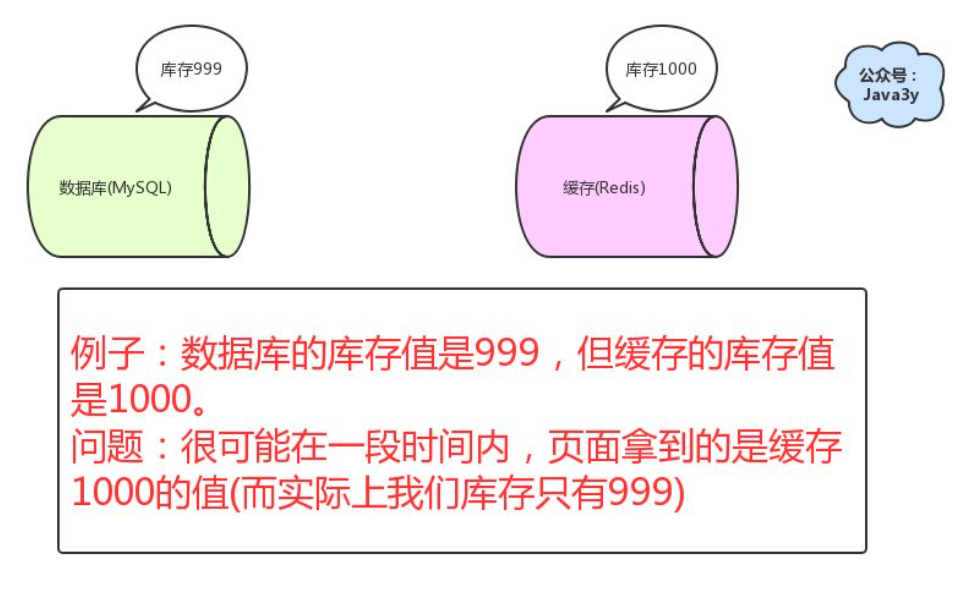 库存999
库存1000
公众号：
Java3y
数据库(MySQL)
缓存(Redis)
例子：数据库的库存值是999，但缓存的库存值
是1000。
问题：很可能在一段时间内，页面拿到的是缓存
1000的值(而实际上我们库存只有999)